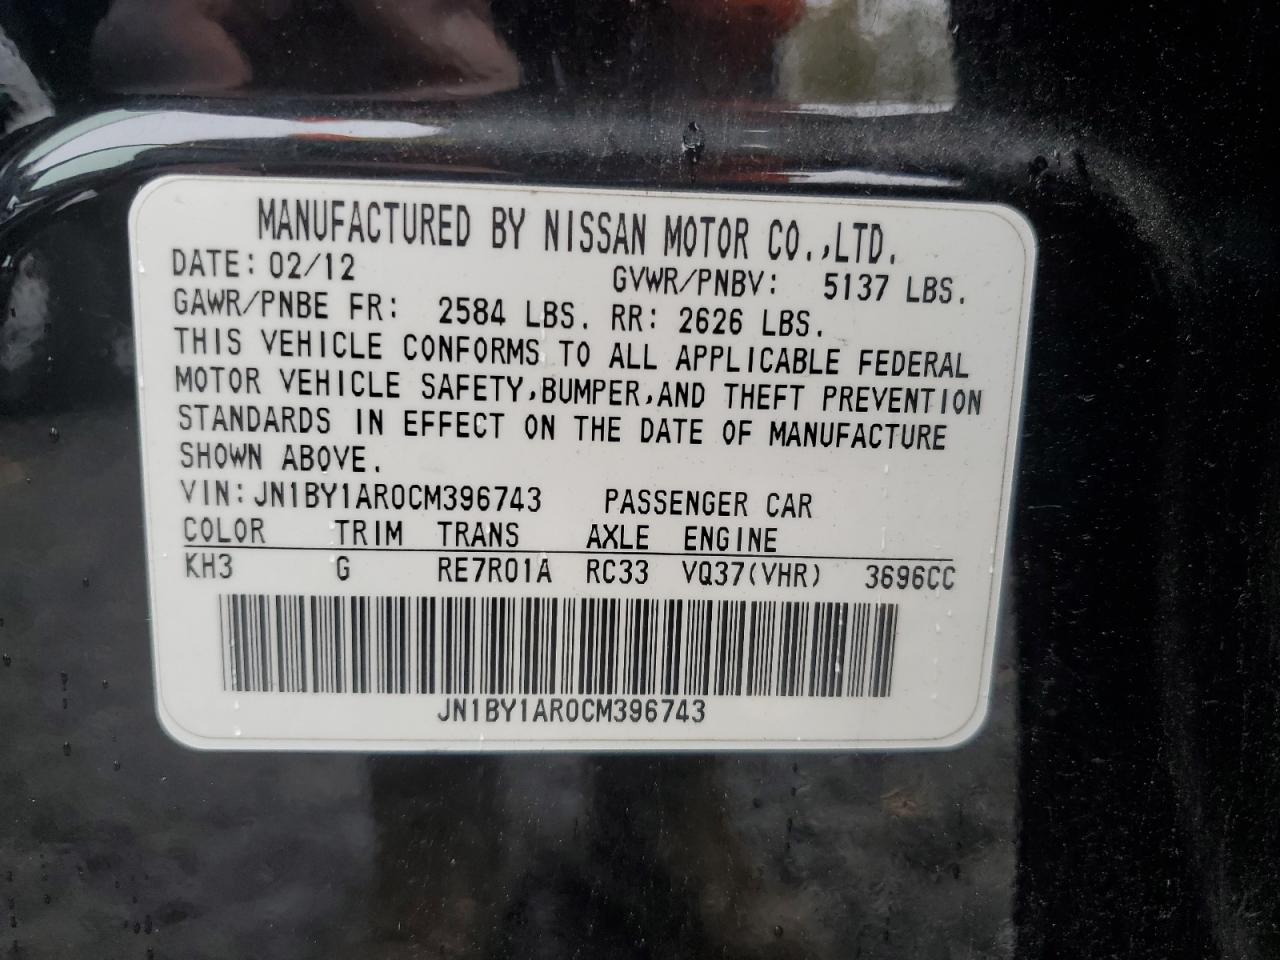 MANUFACTURED BY NISSAN MOTOR CO.,LTD.
DATE: 02/12 GVWR/PNBV: 5137 LBS.
GAWR/PNBE FR: 2584 LBS. RR: 2626 LBS.
THIS VEHICLE CONFORMS TO ALL APPLICABLE FEDERAL
MOTOR VEHICLE SAFETY,BUMPER,AND THEFT PREVENTION
STANDARDS IN EFFECT ON THE DATE OF MANUFACTURE
SHOWN ABOVE.
VIN: JN1BY1AR0CM396743 PASSENGER CAR
COLOR TRIM TRANS AXLE ENGINE
KH3 G RE7R01A RC33 VQ37(VHR) 3696CC
JN1BY1AR0CM396743